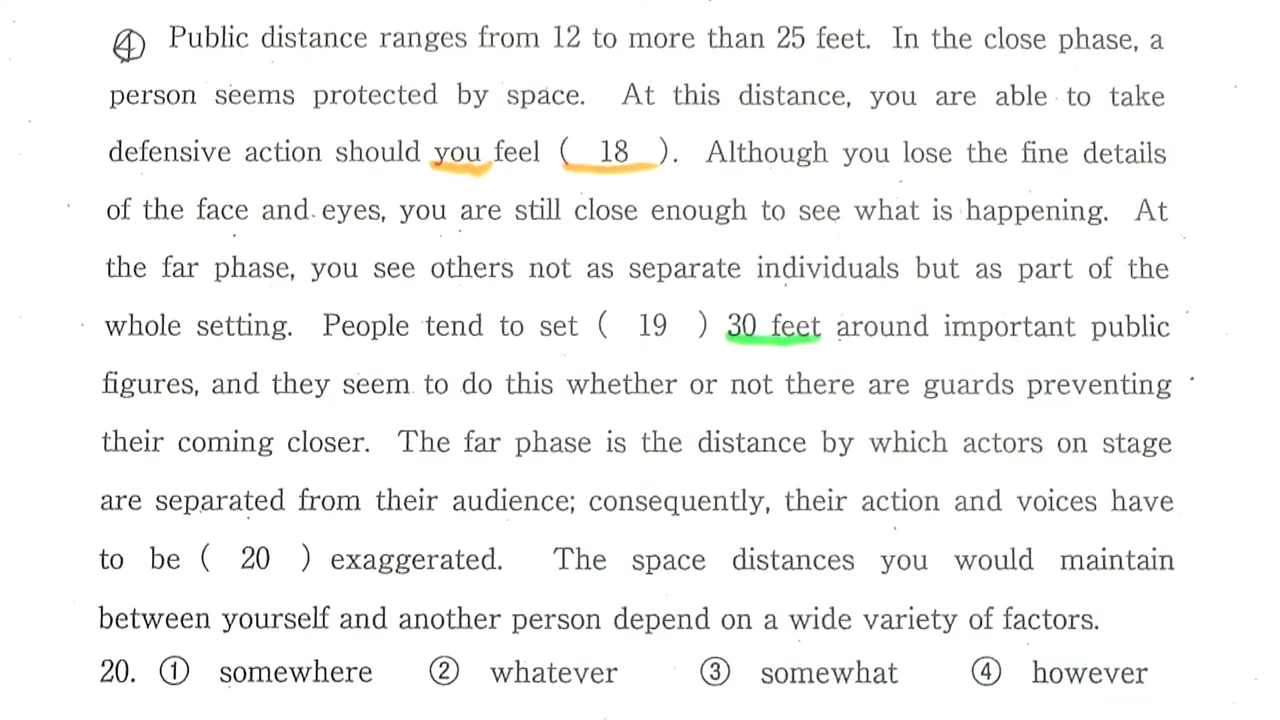 ④ Public distance ranges from 12 to more than 25 feet. In the close phase, a
person seems protected by space. At this distance, you are able to take
defensive action should you feel ( 18 ). Although you lose the fine details
of the face and eyes, you are still close enough to see what is happening. At
the far phase, you see others not as separate individuals but as part of the
whole setting. People tend to set ( 19 ) 30 feet around important public
figures, and they seem to do this whether or not there are guards preventing
their coming closer. The far phase is the distance by which actors on stage
are separated from their audience; consequently, their action and voices have
to be ( 20 ) exaggerated. The space distances you would maintain
between yourself and another person depend on a wide variety of factors.
20. ① somewhere ② whatever ③ somewhat ④ however